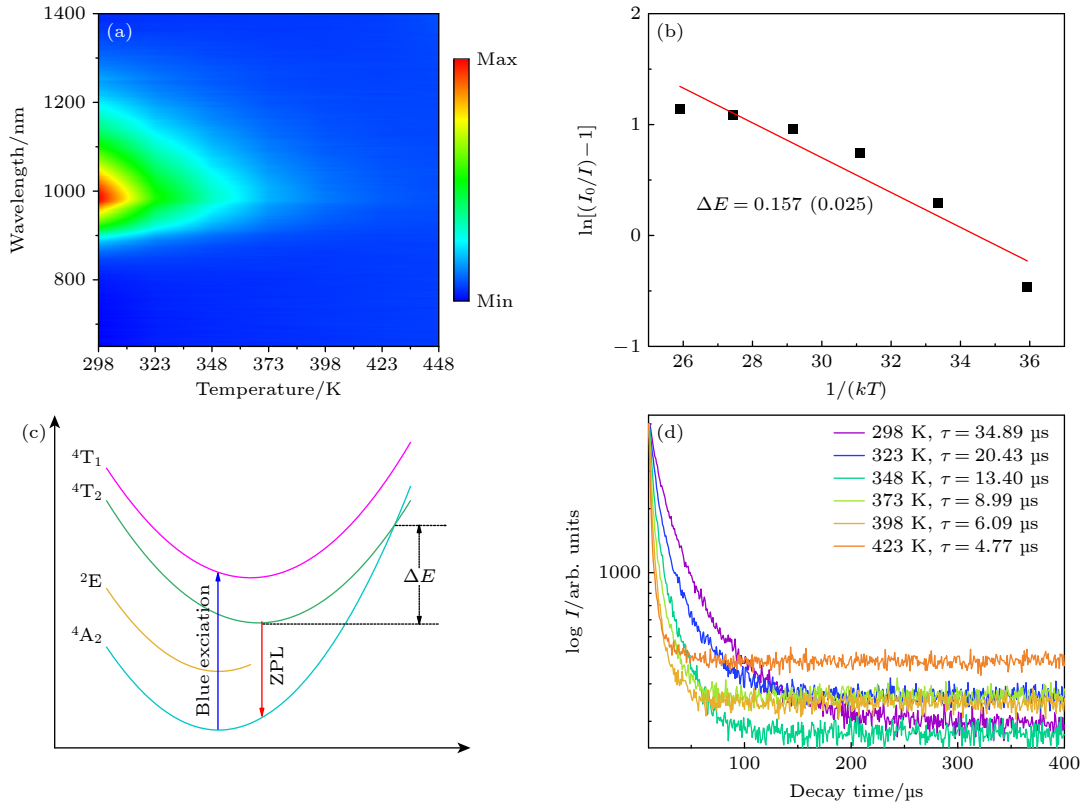 (a)
1400
1200
1000
800
Wavelength/nm
298 323 348 373 398 423 448
Temperature/K
Max
Min
(b)
2
1
0
−1
ln[(I₀/I)−1]
ΔE = 0.157 (0.025)
26 28 30 32 34 36
1/(kT)
(c)
⁴T₁
⁴T₂
²E
⁴A₂
Blue exciation
ZPL
ΔE
(d)
298 K, τ = 34.89 µs
323 K, τ = 20.43 µs
348 K, τ = 13.40 µs
373 K, τ = 8.99 µs
398 K, τ = 6.09 µs
423 K, τ = 4.77 µs
1000
log I/arb. units
100 200 300 400
Decay time/µs